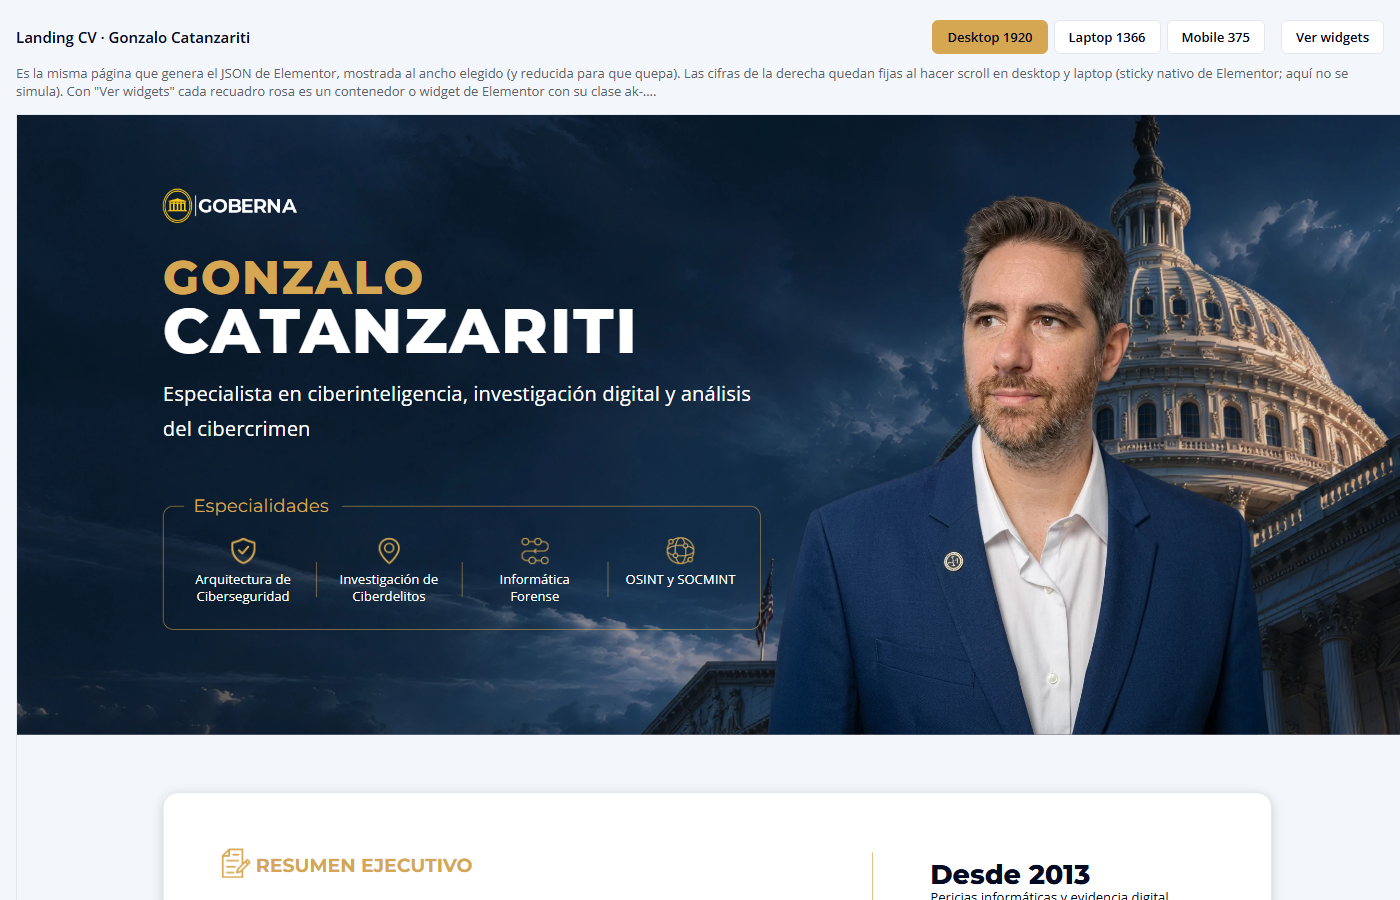 Landing CV · Gonzalo Catanzariti
Desktop 1920
Laptop 1366
Mobile 375
Ver widgets
Es la misma página que genera el JSON de Elementor, mostrada al ancho elegido (y reducida para que quepa). Las cifras de la derecha quedan fijas al hacer scroll en desktop y laptop (sticky nativo de Elementor; aquí no se
simula). Con "Ver widgets" cada recuadro rosa es un contenedor o widget de Elementor con su clase ak-....
GOBERNA
GONZALO
CATANZARITI
Especialista en ciberinteligencia, investigación digital y análisis
del cibercrimen
Especialidades
Arquitectura de
Ciberseguridad
Investigación de
Ciberdelitos
Informática
Forense
OSINT y SOCMINT
RESUMEN EJECUTIVO
Desde 2013
Pericias informáticas y evidencia digital